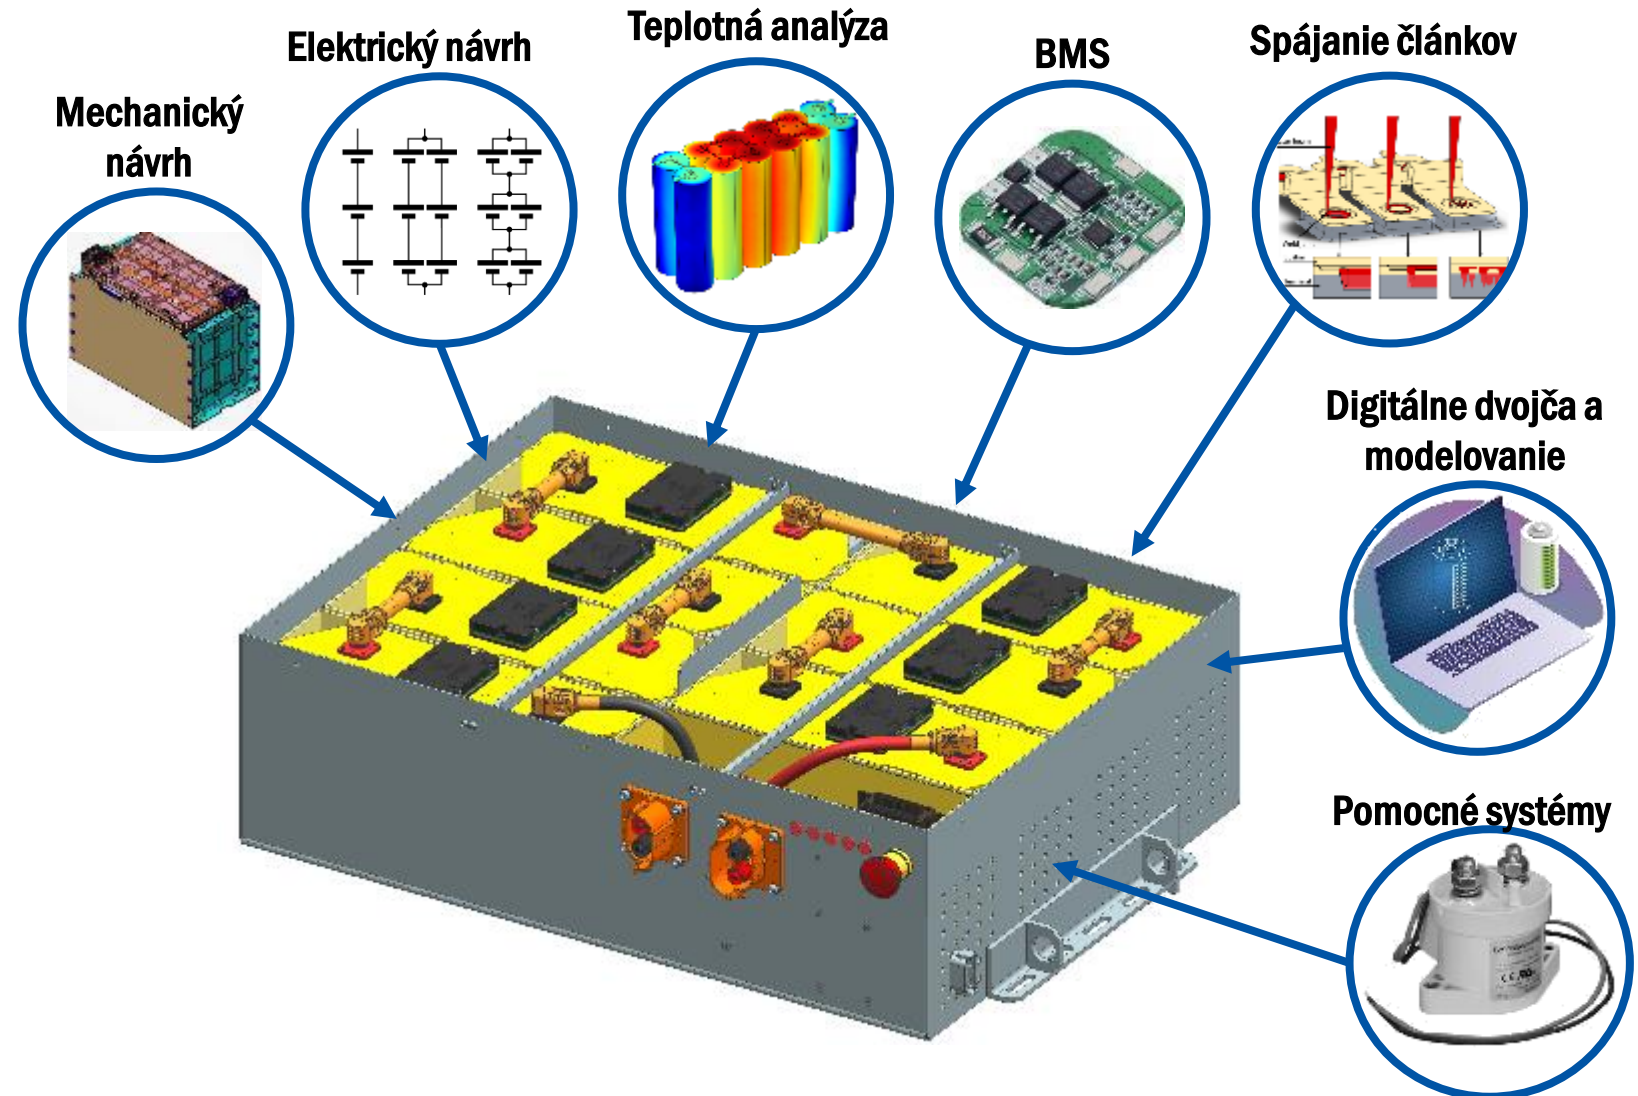 Elektrický návrh
Teplotná analýza
BMS
Spájanie článkov
Mechanický
návrh
Digitálne dvojča a
modelovanie
Pomocné systémy